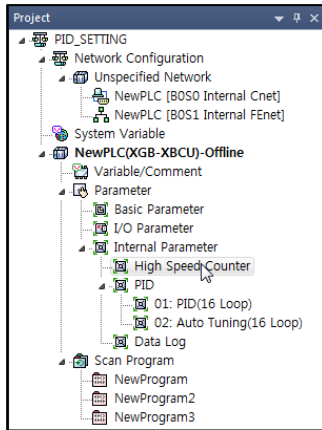 Project
PID_SETTING
Network Configuration
Unspecified Network
NewPLC [B0S0 Internal Cnet]
NewPLC [B0S1 Internal FEnet]
System Variable
NewPLC(XGB-XBCU)-Offline
Variable/Comment
Parameter
Basic Parameter
I/O Parameter
Internal Parameter
High Speed Counter
PID
01: PID(16 Loop)
02: Auto Tuning(16 Loop)
Data Log
Scan Program
NewProgram
NewProgram2
NewProgram3